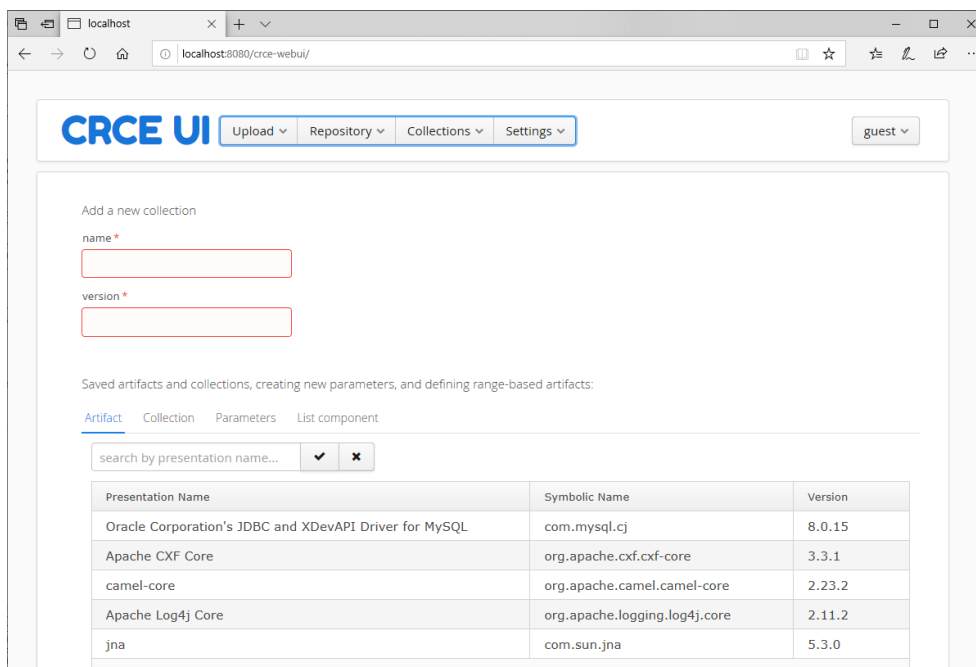 localhost
localhost:8080/crce-webui/
CRCE UI Upload Repository Collections Settings guest
Add a new collection
name *
version *
Saved artifacts and collections, creating new parameters, and defining range-based artifacts:
Artifact Collection Parameters List component
search by presentation name...
Presentation Name Symbolic Name Version
Oracle Corporation's JDBC and XDevAPI Driver for MySQL com.mysql.cj 8.0.15
Apache CXF Core org.apache.cxf.cxf-core 3.3.1
camel-core org.apache.camel.camel-core 2.23.2
Apache Log4j Core org.apache.logging.log4j.core 2.11.2
jna com.sun.jna 5.3.0